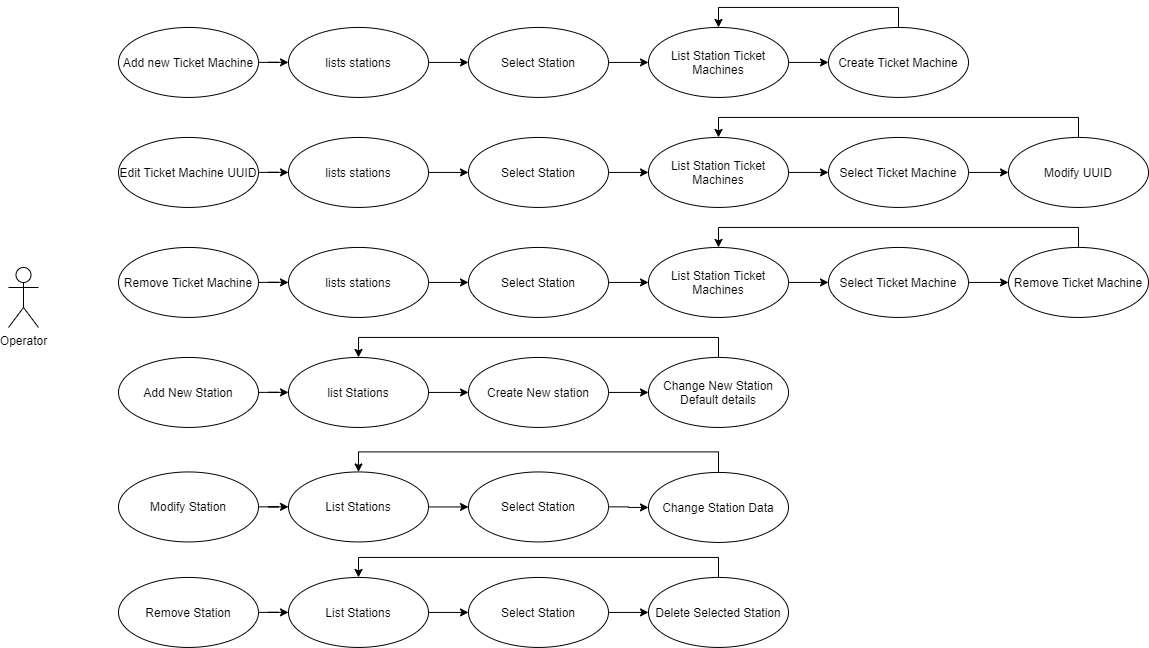 Add new Ticket Machine
lists stations
Select Station
List Station Ticket
Machines
Create Ticket Machine
Edit Ticket Machine UUID
lists stations
Select Station
List Station Ticket
Machines
Select Ticket Machine
Modify UUID
Remove Ticket Machine
lists stations
Select Station
List Station Ticket
Machines
Select Ticket Machine
Remove Ticket Machine
Operator
Add New Station
list Stations
Create New station
Change New Station
Default details
Modify Station
List Stations
Select Station
Change Station Data
Remove Station
List Stations
Select Station
Delete Selected Station